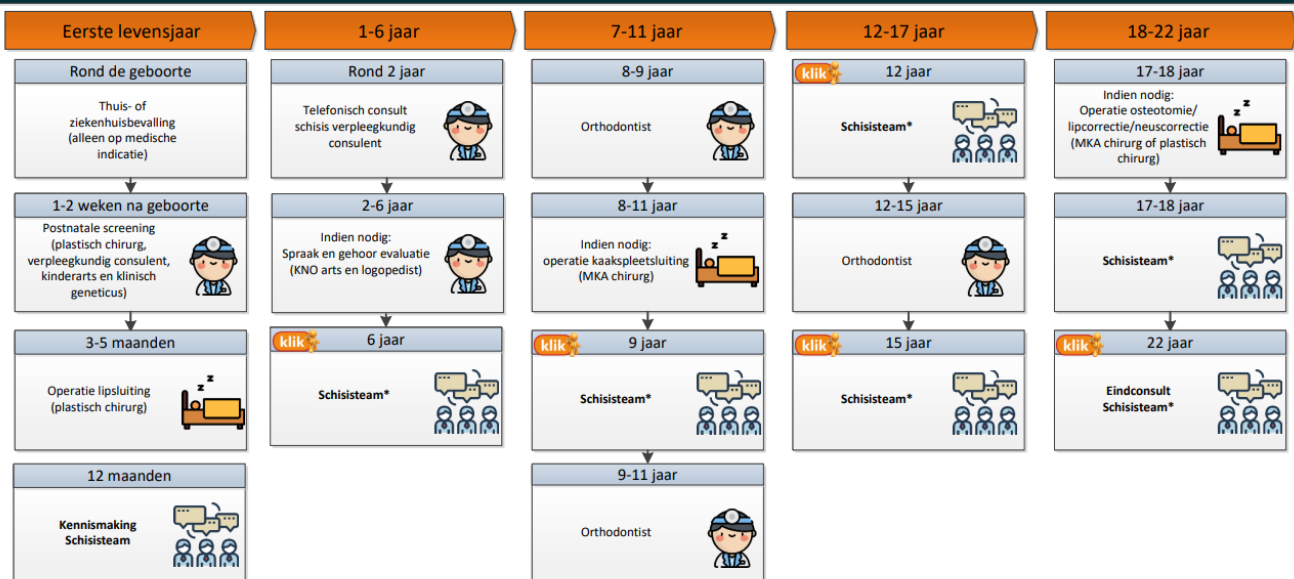 Eerste levensjaar
Rond de geboorte
Thuis- of
ziekenhuisbevalling
(alleen op medische
indicatie)
1-2 weken na geboorte
Postnatale screening
(plastisch chirurg,
verpleegkundig consulent,
kinderarts en klinisch
geneticus)
3-5 maanden
Operatie lipsluiting
(plastisch chirurg)
z z
12 maanden
Kennismaking
Schisisteam
1-6 jaar
Rond 2 jaar
Telefonisch consult
schisis verpleegkundig
consulent
2-6 jaar
Indien nodig:
Spraak en gehoor evaluatie
(KNO arts en logopedist)
klik
6 jaar
Schisisteam*
7-11 jaar
8-9 jaar
Orthodontist
8-11 jaar
Indien nodig:
operatie kaakspleetsluiting
(MKA chirurg)
z z
klik
9 jaar
Schisisteam*
9-11 jaar
Orthodontist
12-17 jaar
klik
12 jaar
Schisisteam*
12-15 jaar
Orthodontist
klik
15 jaar
Schisisteam*
18-22 jaar
17-18 jaar
Indien nodig:
Operatie osteotomie/
lipcorrectie/neuscorrectie
(MKA chirurg of plastisch
chirurg)
z z
17-18 jaar
Schisisteam*
klik
22 jaar
Eindconsult
Schisisteam*